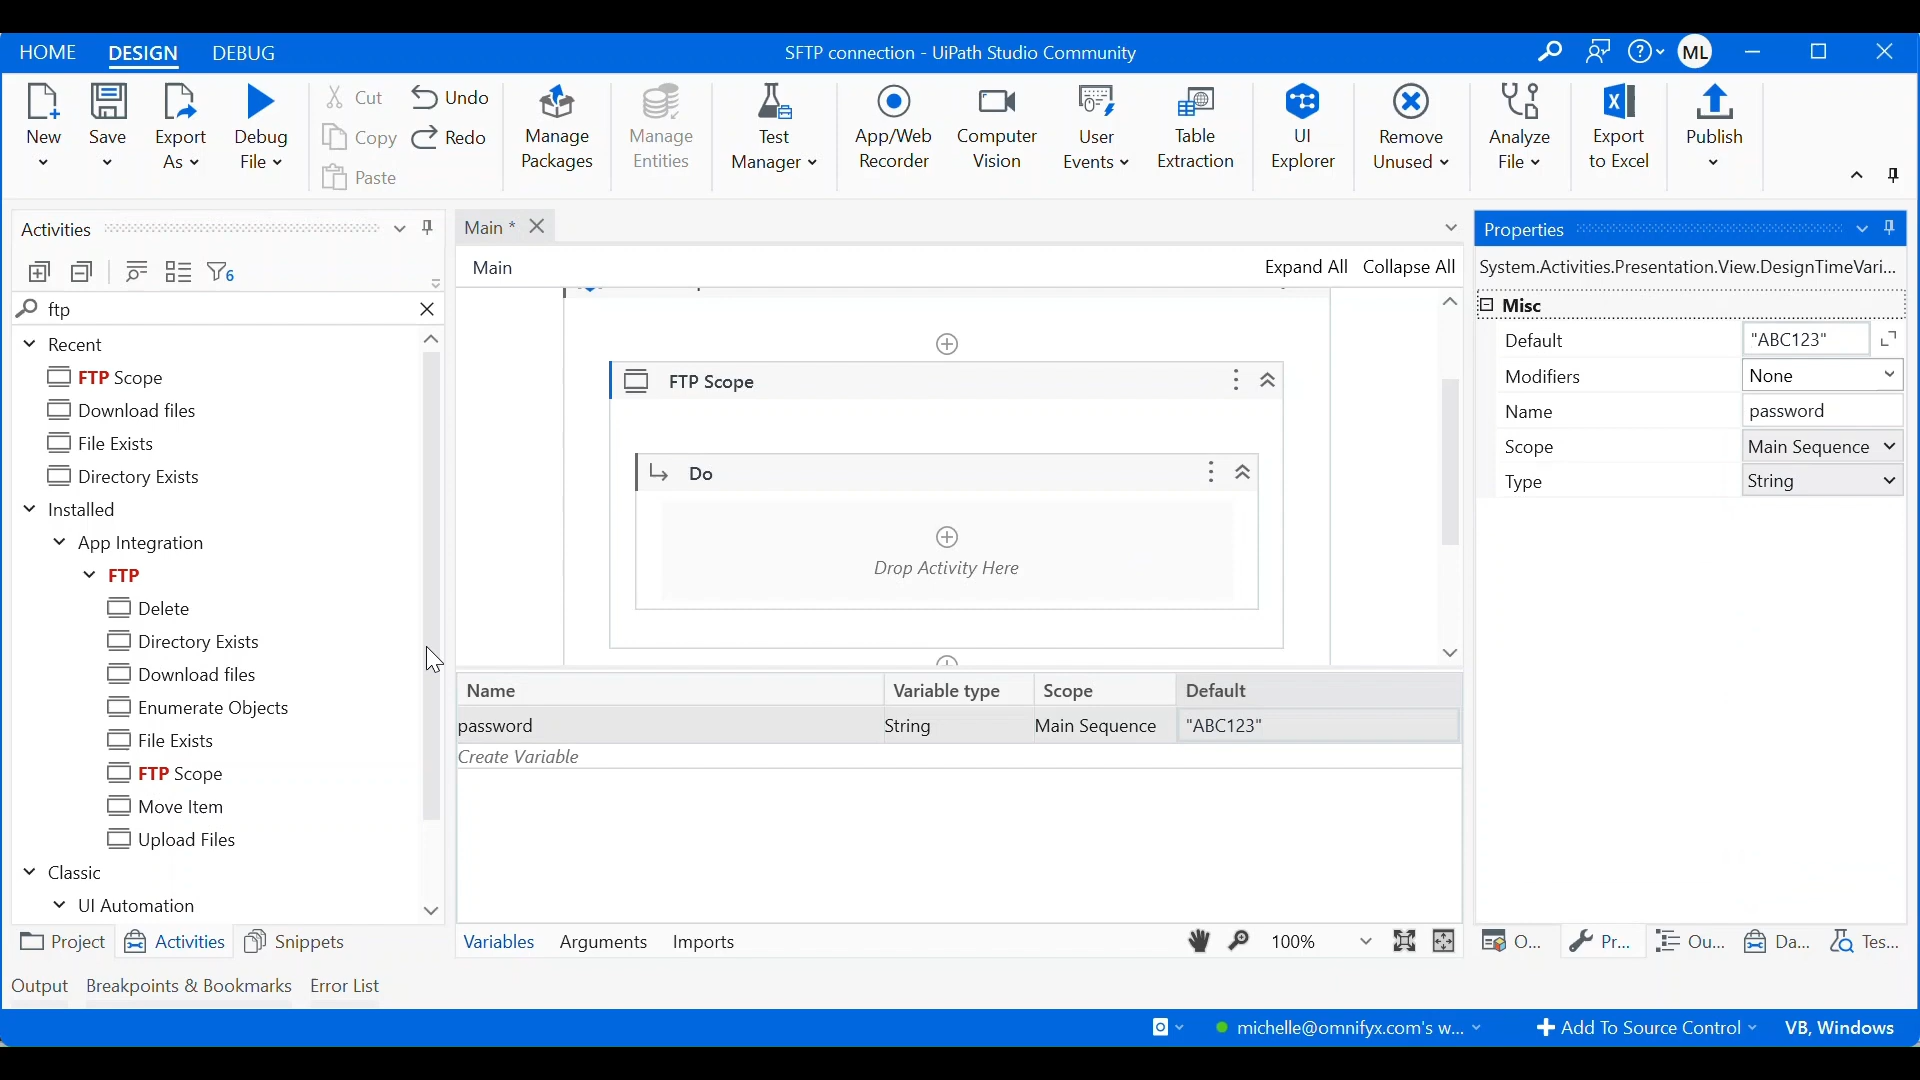 HOME DESIGN DEBUG SFTP connection - UiPath Studio Community ML
New Save Export As Debug File
Cut Copy Paste Undo Redo
Manage Packages
Manage Entities
Test Manager
App/Web Recorder
Computer Vision
User Events
Table Extraction
UI Explorer
Remove Unused
Analyze File
Export to Excel
Publish
Activities
6
ftp
Recent
FTP Scope
Download files
File Exists
Directory Exists
Installed
App Integration
FTP
Delete
Directory Exists
Download files
Enumerate Objects
File Exists
FTP Scope
Move Item
Upload Files
Classic
UI Automation
Project Activities Snippets
Main *
Main Expand All Collapse All
FTP Scope
Do
Drop Activity Here
Name Variable type Scope Default
password String Main Sequence "ABC123"
Create Variable
Variables Arguments Imports 100%
Properties
System.Activities.Presentation.View.DesignTimeVari...
Misc
Default "ABC123"
Modifiers None
Name password
Scope Main Sequence
Type String
O... Pr... Ou... Da... Tes...
Output Breakpoints & Bookmarks Error List
michelle@omnifyx.com's w... Add To Source Control VB, Windows